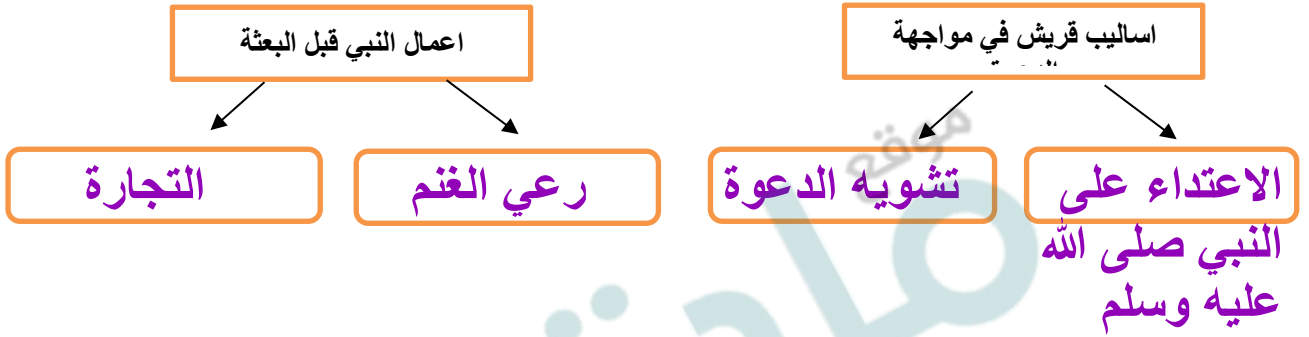 اساليب قريش في مواجهة
اعمال النبي قبل البعثة
موقع
الاعتداء على
النبي صلى الله
عليه وسلم
تشويه الدعوة
رعي الغنم
التجارة